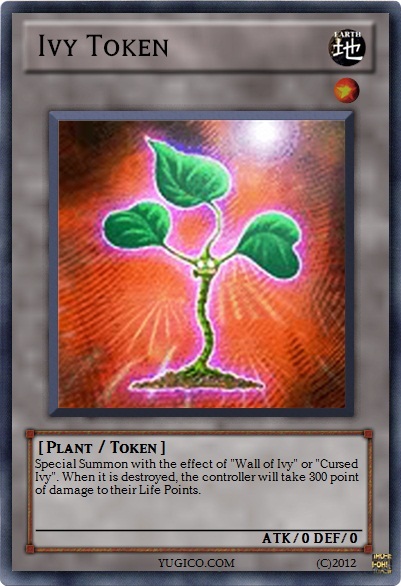 IVY TOKEN
EARTH
地
[ PLANT / TOKEN ]
Special Summon with the effect of "Wall of Ivy" or "Cursed
Ivy". When it is destroyed, the controller will take 300 point
of damage to their Life Points.
ATK/0 DEF/0
YUGICO.COM
(C)2012